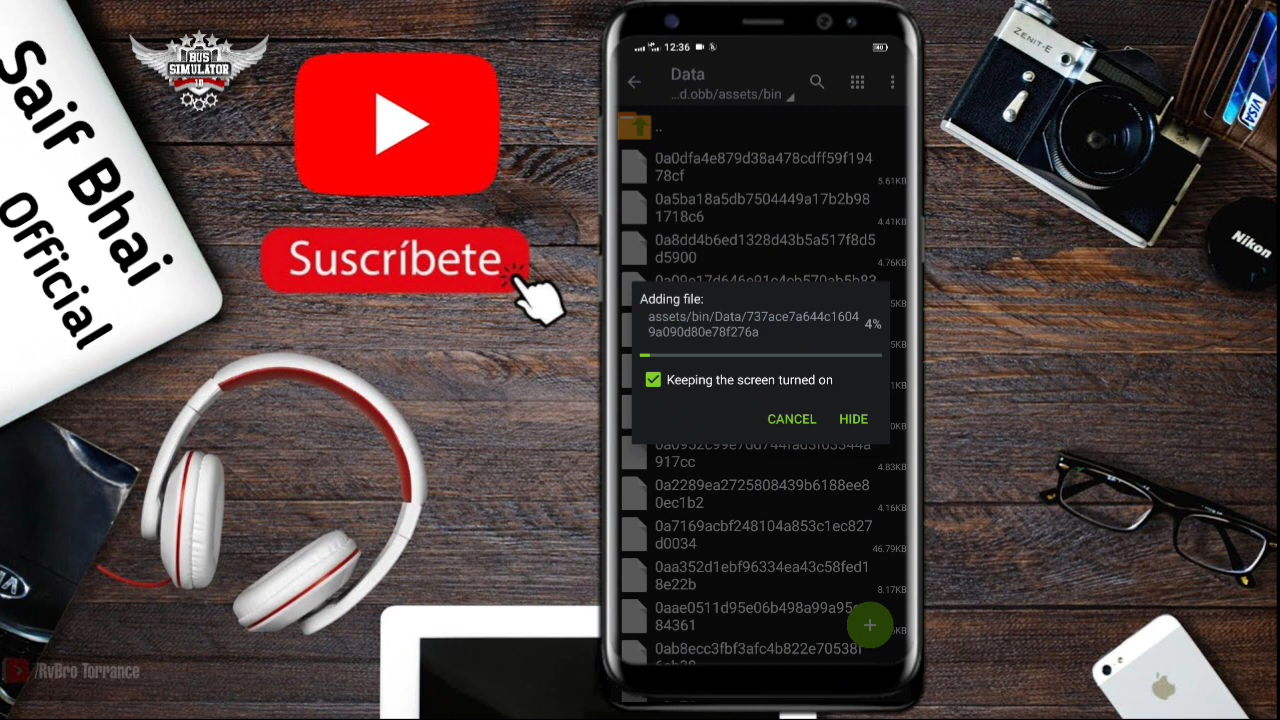 Saif Bhai
Official
BUS
SIMULATOR
Suscríbete
/RvBro Torrance
12:36
Data
...d.obb/assets/bin
..
0a0dfa4e879d38a478cdff59f194
78cf
5.61KB
0a5ba18a5db7504449a17b2b98
1718c6
4.41KB
0a8dd4b6ed1328d43b5a517f8d5
d5900
4.76KB
Adding file:
assets/bin/Data/737ace7a644c1604
9a090d80e78f276a
4%
Keeping the screen turned on
CANCEL
HIDE
917cc
4.83KB
0a2289ea2725808439b6188ee8
0ec1b2
4.16KB
0a7169acbf248104a853c1ec827
d0034
46.79KB
0aa352d1ebf96334ea43c58fed1
8e22b
8.17KB
0aae0511d95e06b498a99a95c
84361
0ab8ecc3fbf3afc4b822e70538f
ZENIT-E
VISA
Nikon